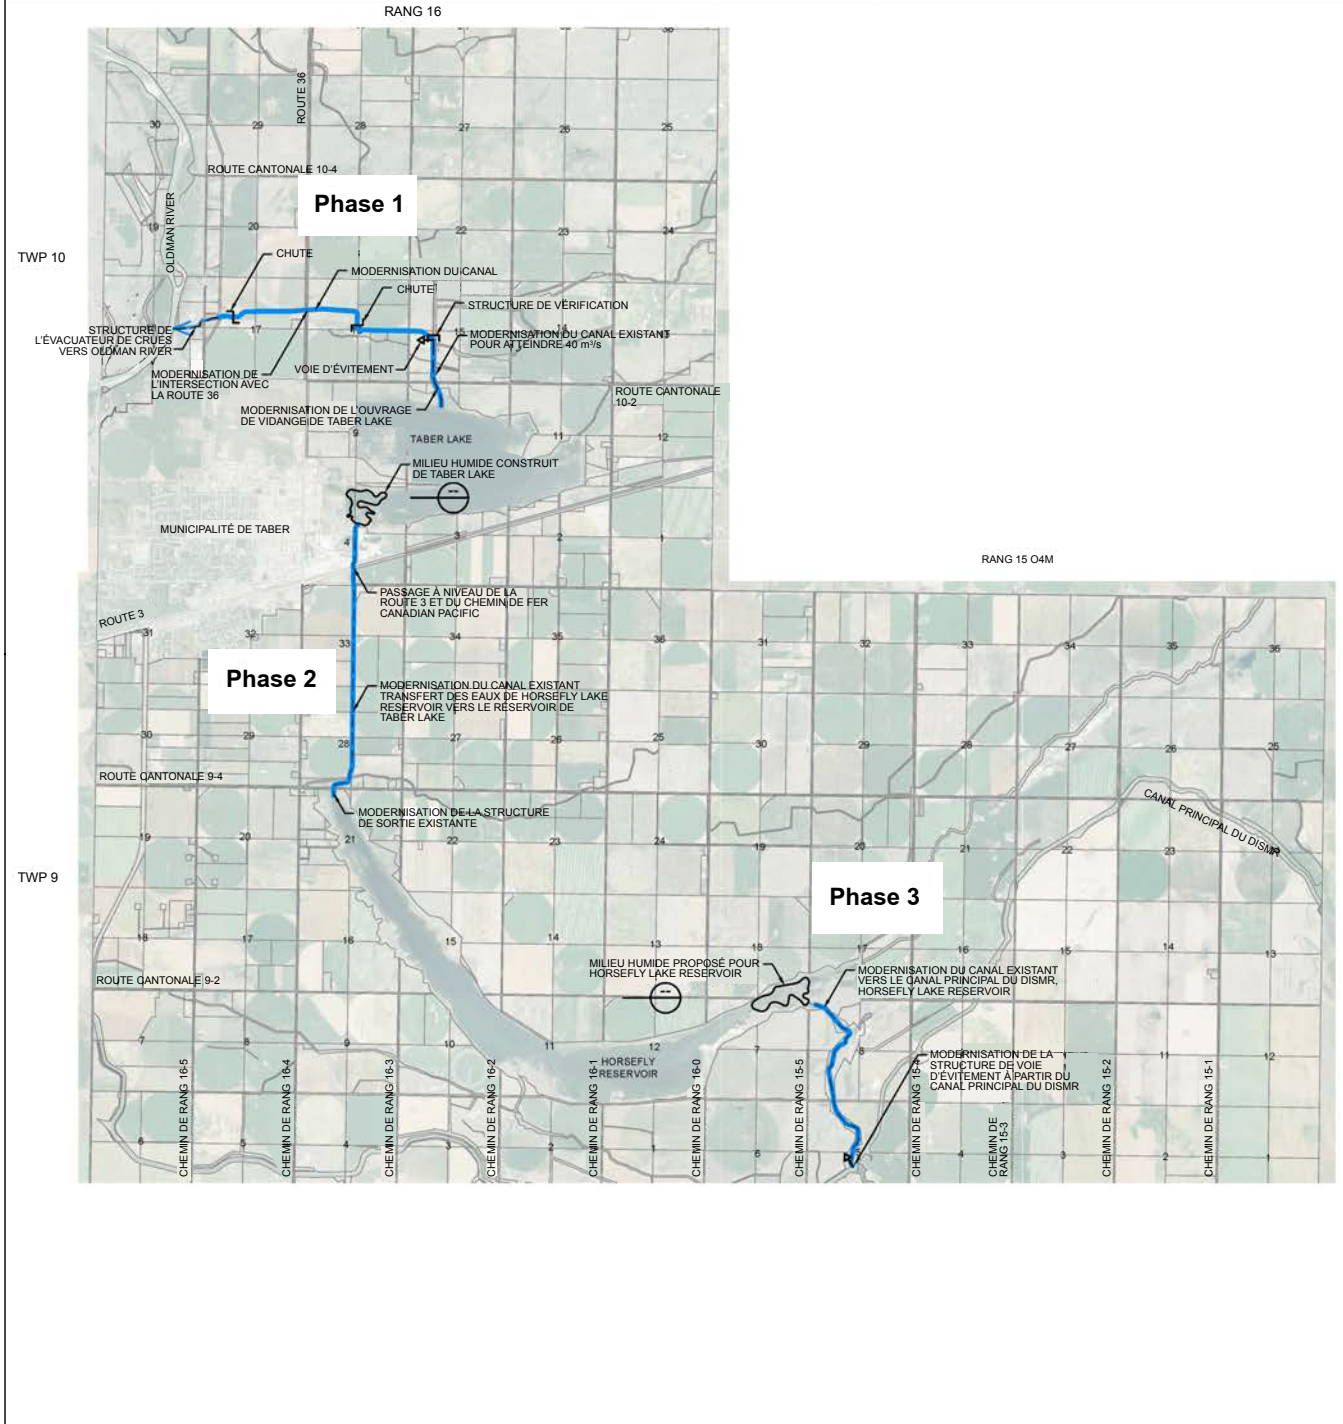 RANG 16
ROUTE 36
30
29
28
27
26
25
ROUTE CANTONALE 10-4
Phase 1
OLDMAN RIVER
19
20
22
23
24
TWP 10
CHUTE
MODERNISATION DU CANAL
CHUTE
STRUCTURE DE VÉRIFICATION
STRUCTURE DE
L'ÉVACUATEUR DE CRUES
VERS OLDMAN RIVER
17
15
14
MODERNISATION DU CANAL EXISTANT
POUR ATTEINDRE 40 m³/s
VOIE D'ÉVITEMENT
MODERNISATION DE
L'INTERSECTION AVEC
LA ROUTE 36
ROUTE CANTONALE
10-2
MODERNISATION DE L'OUVRAGE
DE VIDANGE DE TABER LAKE
9
TABER LAKE
11
12
MILIEU HUMIDE CONSTRUIT
DE TABER LAKE
MUNICIPALITÉ DE TABER
4
3
2
1
RANG 15 O4M
PASSAGE À NIVEAU DE LA
ROUTE 3 ET DU CHEMIN DE FER
CANADIAN PACIFIC
ROUTE 3
31
32
33
34
35
36
31
32
33
34
35
36
Phase 2
MODERNISATION DU CANAL EXISTANT
TRANSFERT DES EAUX DE HORSEFLY LAKE
RESERVOIR VERS LE RÉSERVOIR DE
TABER LAKE
30
29
28
27
25
30
29
28
27
26
25
ROUTE CANTONALE 9-4
CANAL PRINCIPAL DU DISMR
MODERNISATION DE LA STRUCTURE
DE SORTIE EXISTANTE
19
20
21
22
23
24
19
20
21
22
23
TWP 9
Phase 3
18
17
16
15
14
13
18
17
16
15
14
13
MILIEU HUMIDE PROPOSÉ POUR
HORSEFLY LAKE RESERVOIR
MODERNISATION DU CANAL EXISTANT
VERS LE CANAL PRINCIPAL DU DISMR,
HORSEFLY LAKE RESERVOIR
ROUTE CANTONALE 9-2
7
8
9
10
11
12
7
8
11
12
HORSEFLY
RESERVOIR
MODERNISATION DE LA
STRUCTURE DE VOIE
D'ÉVITEMENT À PARTIR DU
CANAL PRINCIPAL DU DISMR
CHEMIN DE RANG 16-5
CHEMIN DE RANG 16-4
CHEMIN DE RANG 16-3
CHEMIN DE RANG 16-2
CHEMIN DE RANG 16-1
CHEMIN DE RANG 16-0
CHEMIN DE RANG 15-5
CHEMIN DE RANG 15-4
CHEMIN DE
RANG 15-3
CHEMIN DE RANG 15-2
CHEMIN DE RANG 15-1
6
5
4
1
6
4
3
1